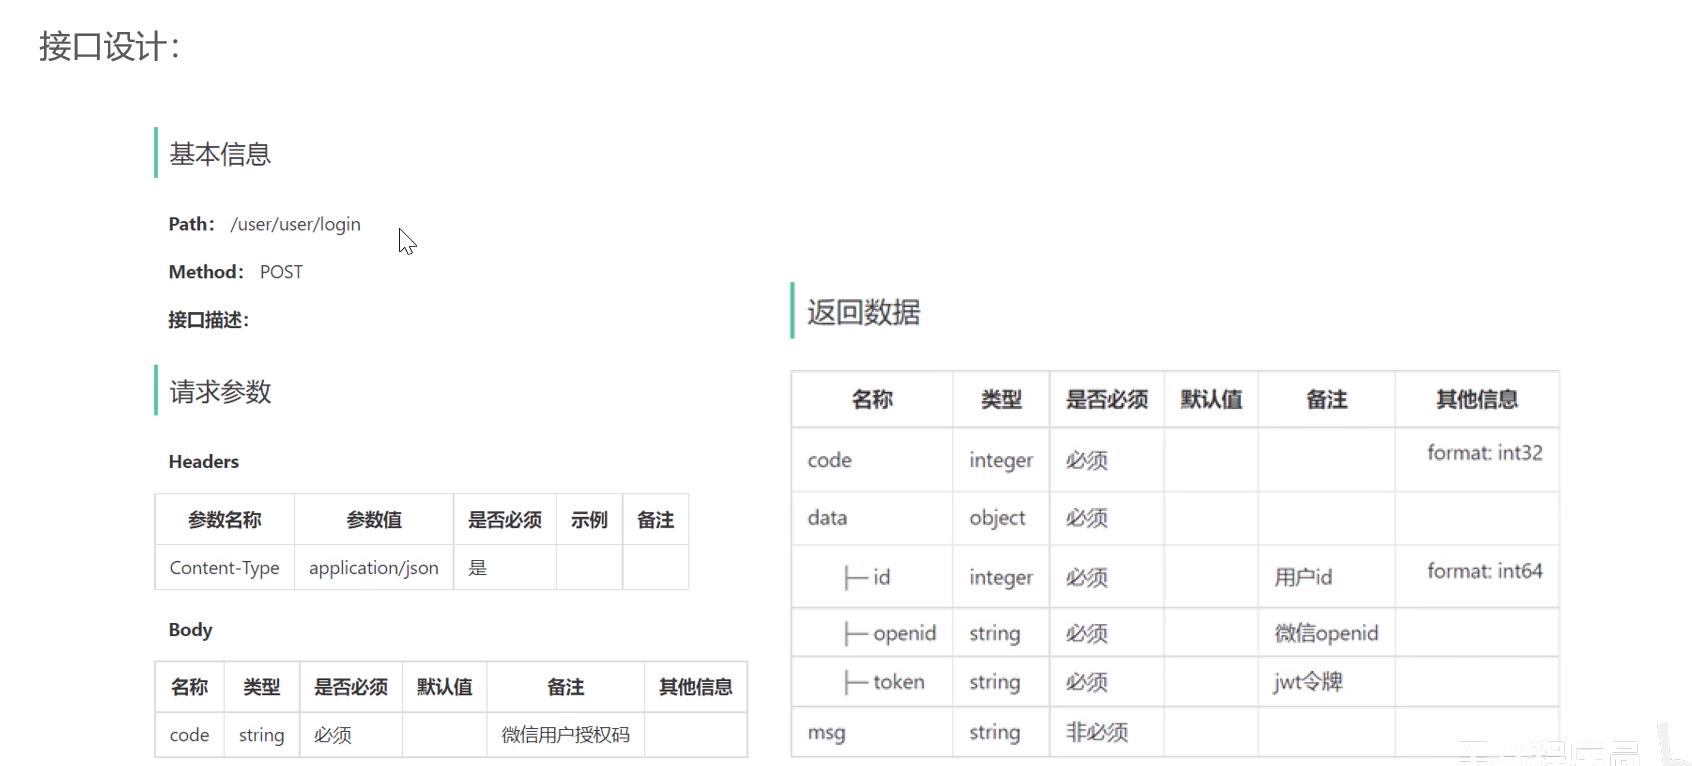 接口设计：
基本信息
Path： /user/user/login
Method： POST
接口描述：
请求参数
Headers
参数名称 参数值 是否必须 示例 备注
Content-Type application/json 是
Body
名称 类型 是否必须 默认值 备注 其他信息
code string 必须 微信用户授权码
返回数据
名称 类型 是否必须 默认值 备注 其他信息
code integer 必须 format: int32
data object 必须
├─ id integer 必须 用户id format: int64
├─ openid string 必须 微信openid
├─ token string 必须 jwt令牌
msg string 非必须